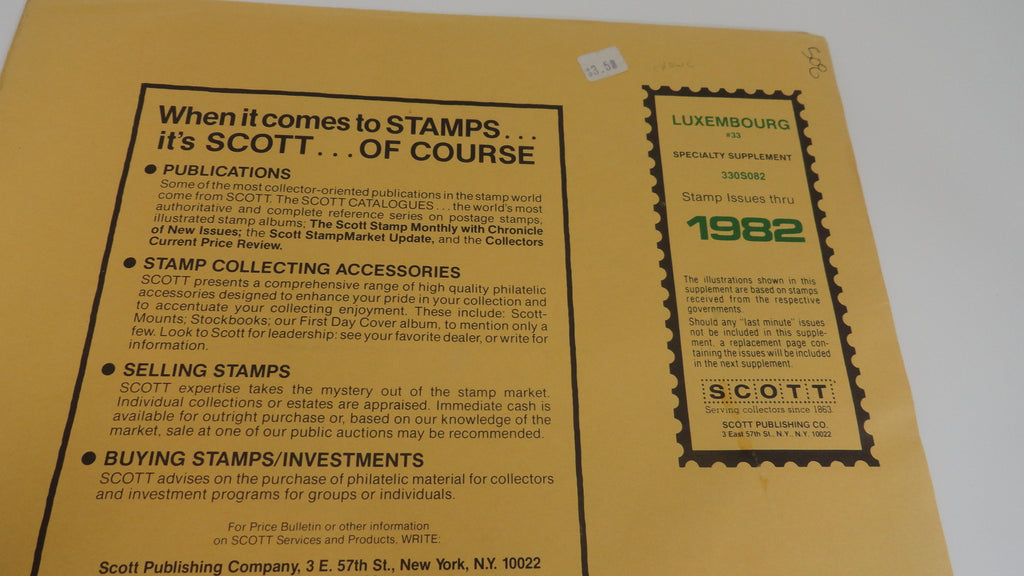 $3.50
When it comes to STAMPS...
it's SCOTT...OF COURSE
● PUBLICATIONS
Some of the most collector-oriented publications in the stamp world
come from SCOTT. The SCOTT CATALOGUES...the world's most
authoritative and complete reference series on postage stamps;
illustrated stamp albums; The Scott Monthly with Chronicle
of New Issues; the Scott StampMarket Update, and the Collectors
Current Price Review.
● STAMP COLLECTING ACCESSORIES
SCOTT presents a comprehensive range of high quality philatelic
accessories designed to enhance your pride in your collection and
to accentuate your collecting enjoyment. These include: Scott-
Mounts; Stockbooks; our First Day Cover album, to mention only a
few. Look to Scott for leadership: see your favorite dealer, or write for
information.
● SELLING STAMPS
SCOTT expertise takes the mystery out of the stamp market.
Individual collections or estates are appraised. Immediate cash is
available for outright purchase or, based on our knowledge of the
market, sale at one of our public auctions may be recommended.
● BUYING STAMPS/INVESTMENTS
SCOTT advises on the purchase of philatelic material for collectors
and investment programs for groups or individuals.
For Price Bulletin or other information
on SCOTT Services and Products, WRITE:
Scott Publishing Company, 3 E. 57th St., New York, N.Y. 10022
LUXEMBOURG
#33
SPECIALTY SUPPLEMENT
330S082
Stamp Issues thru
1982
The illustrations shown in this
supplement are based on stamps
received from the respective
governments.
Should any "last minute" issues
not be included in this supple-
ment, a replacement page con-
taining the issues will be included
in the next supplement.
SCOTT
Serving collectors since 1863.
SCOTT PUBLISHING CO.
3 East 57th St., N.Y., N.Y. 10022